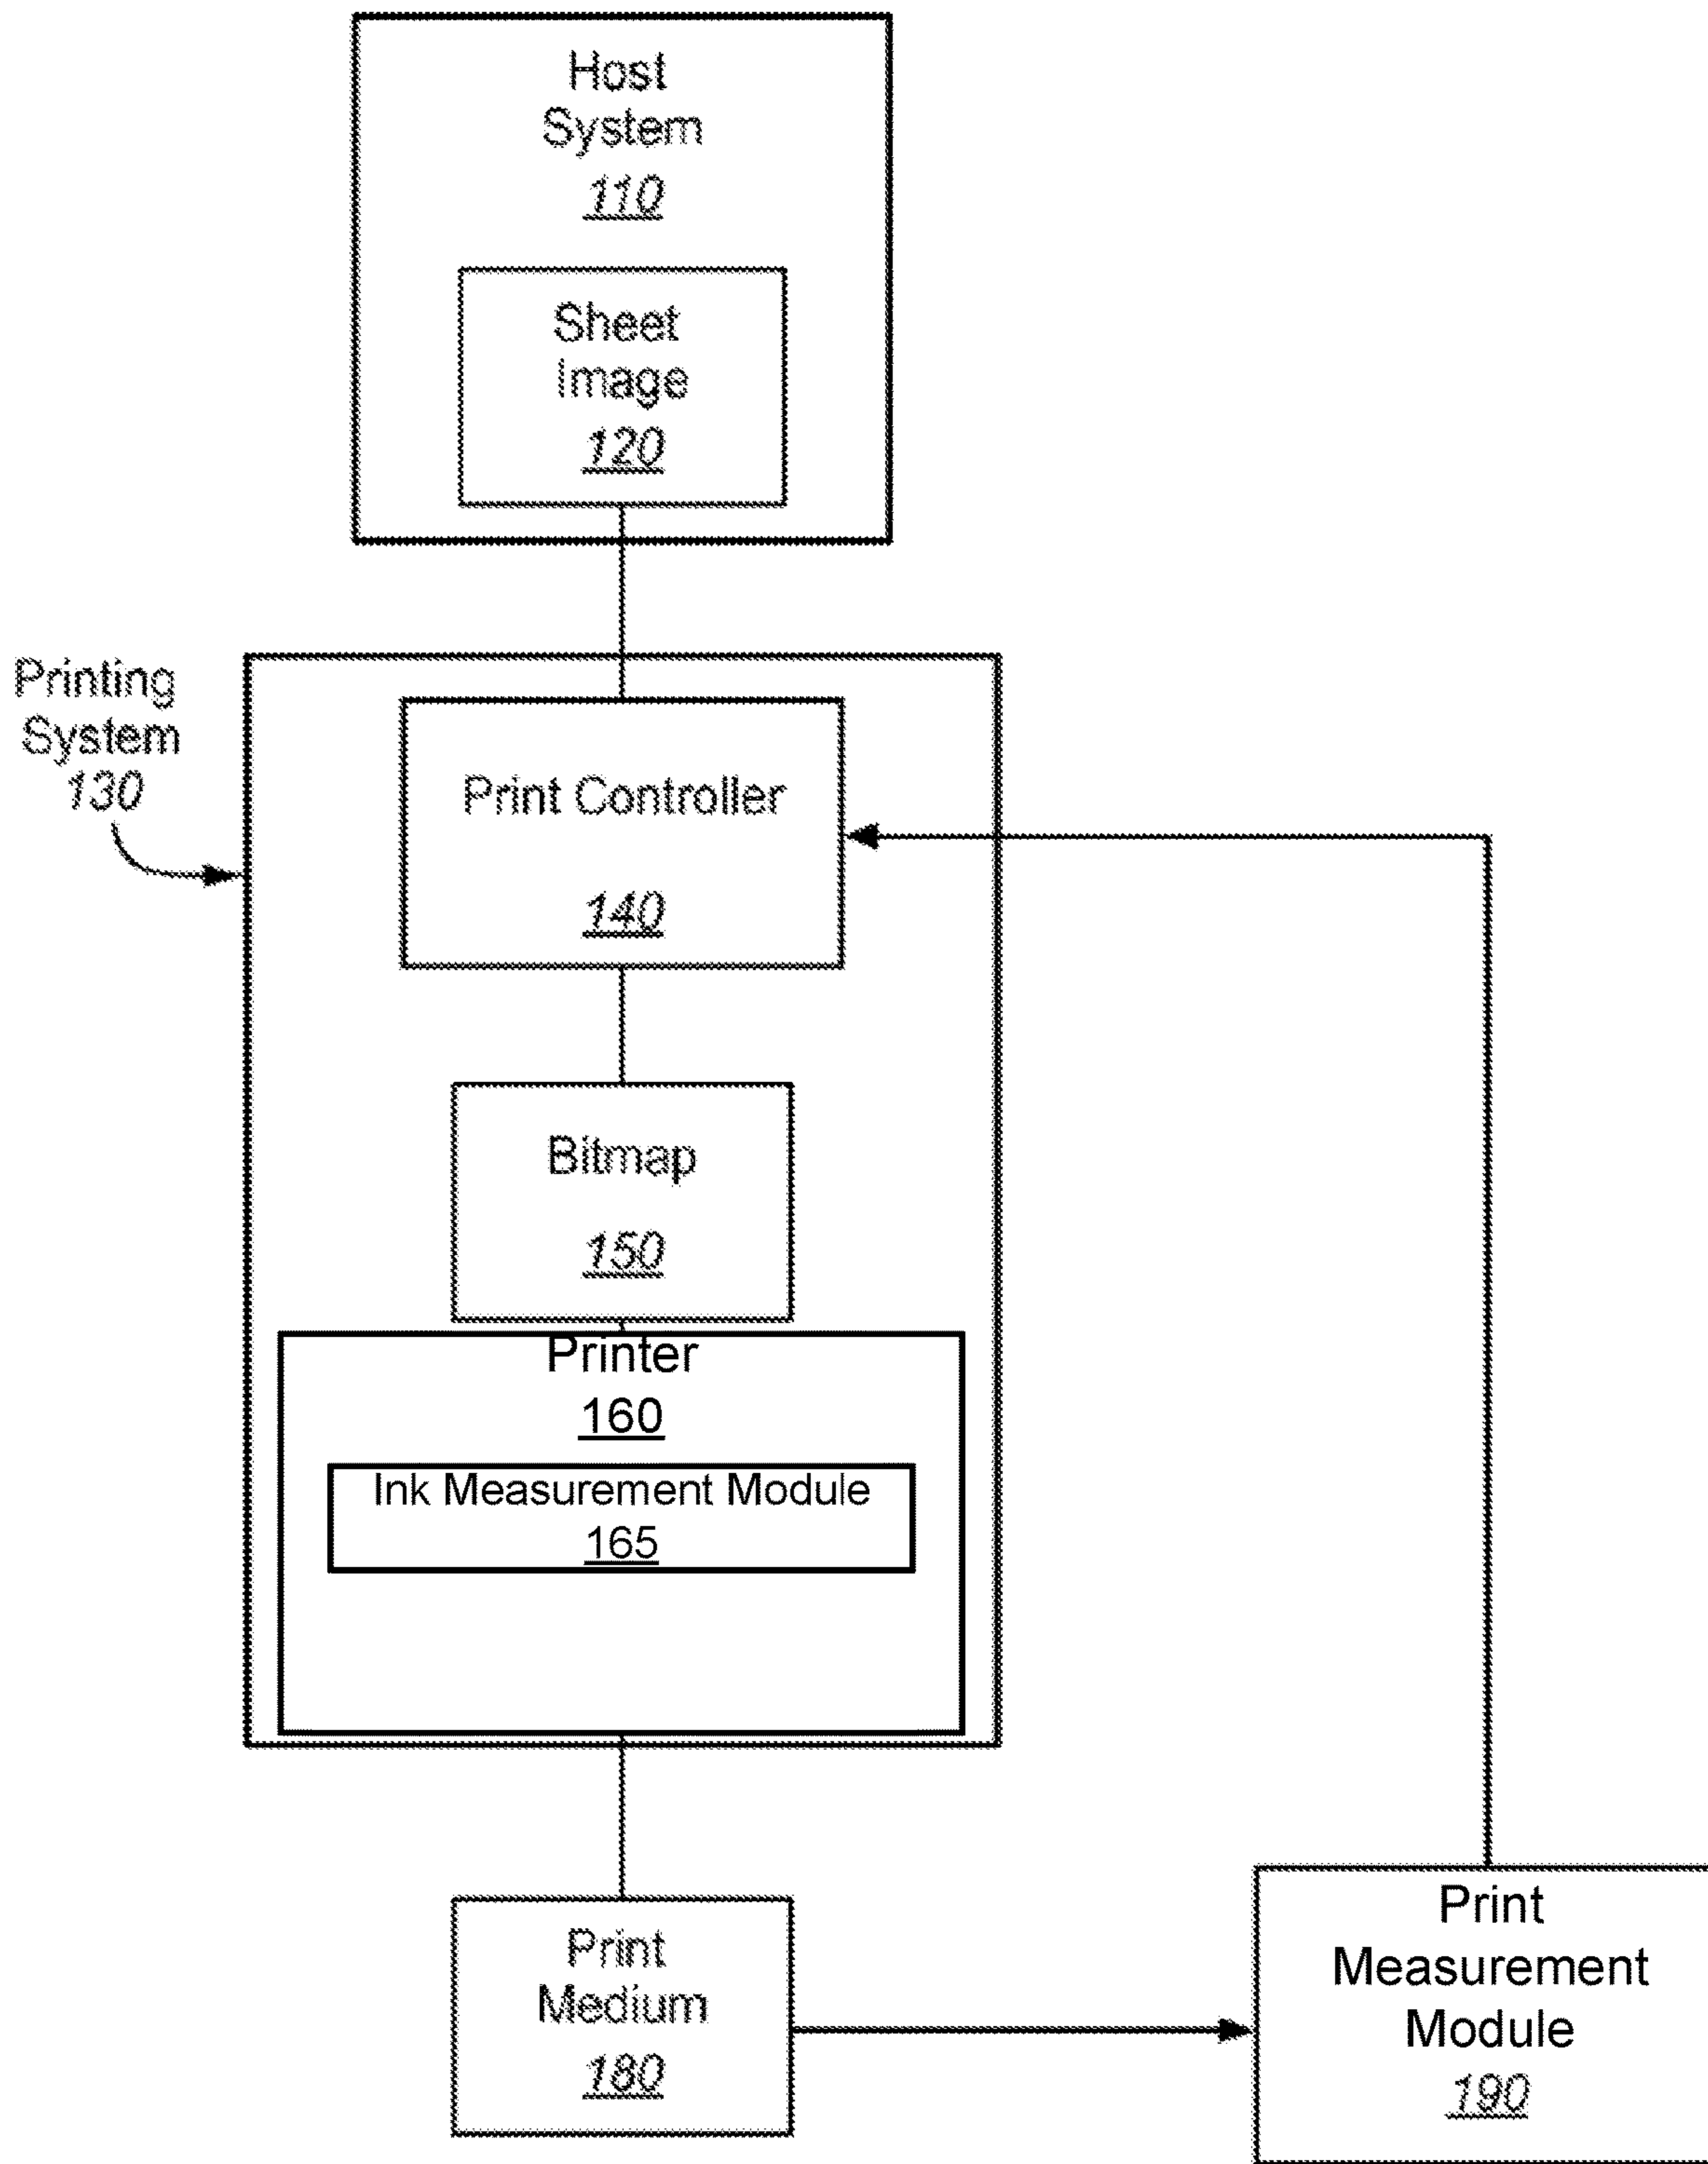 Host
System
110
Sheet
Image
120
Printing
System
130
Print Controller
140
Bitmap
150
Printer
160
Ink Measurement Module
165
Print
Medium
180
Print
Measurement
Module
190